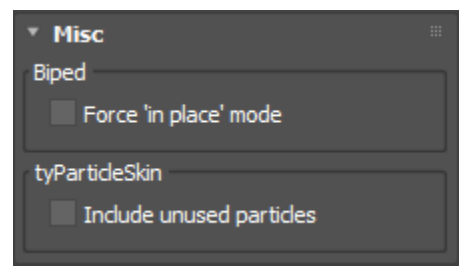 Misc
Biped
Force 'in place' mode
tyParticleSkin
Include unused particles